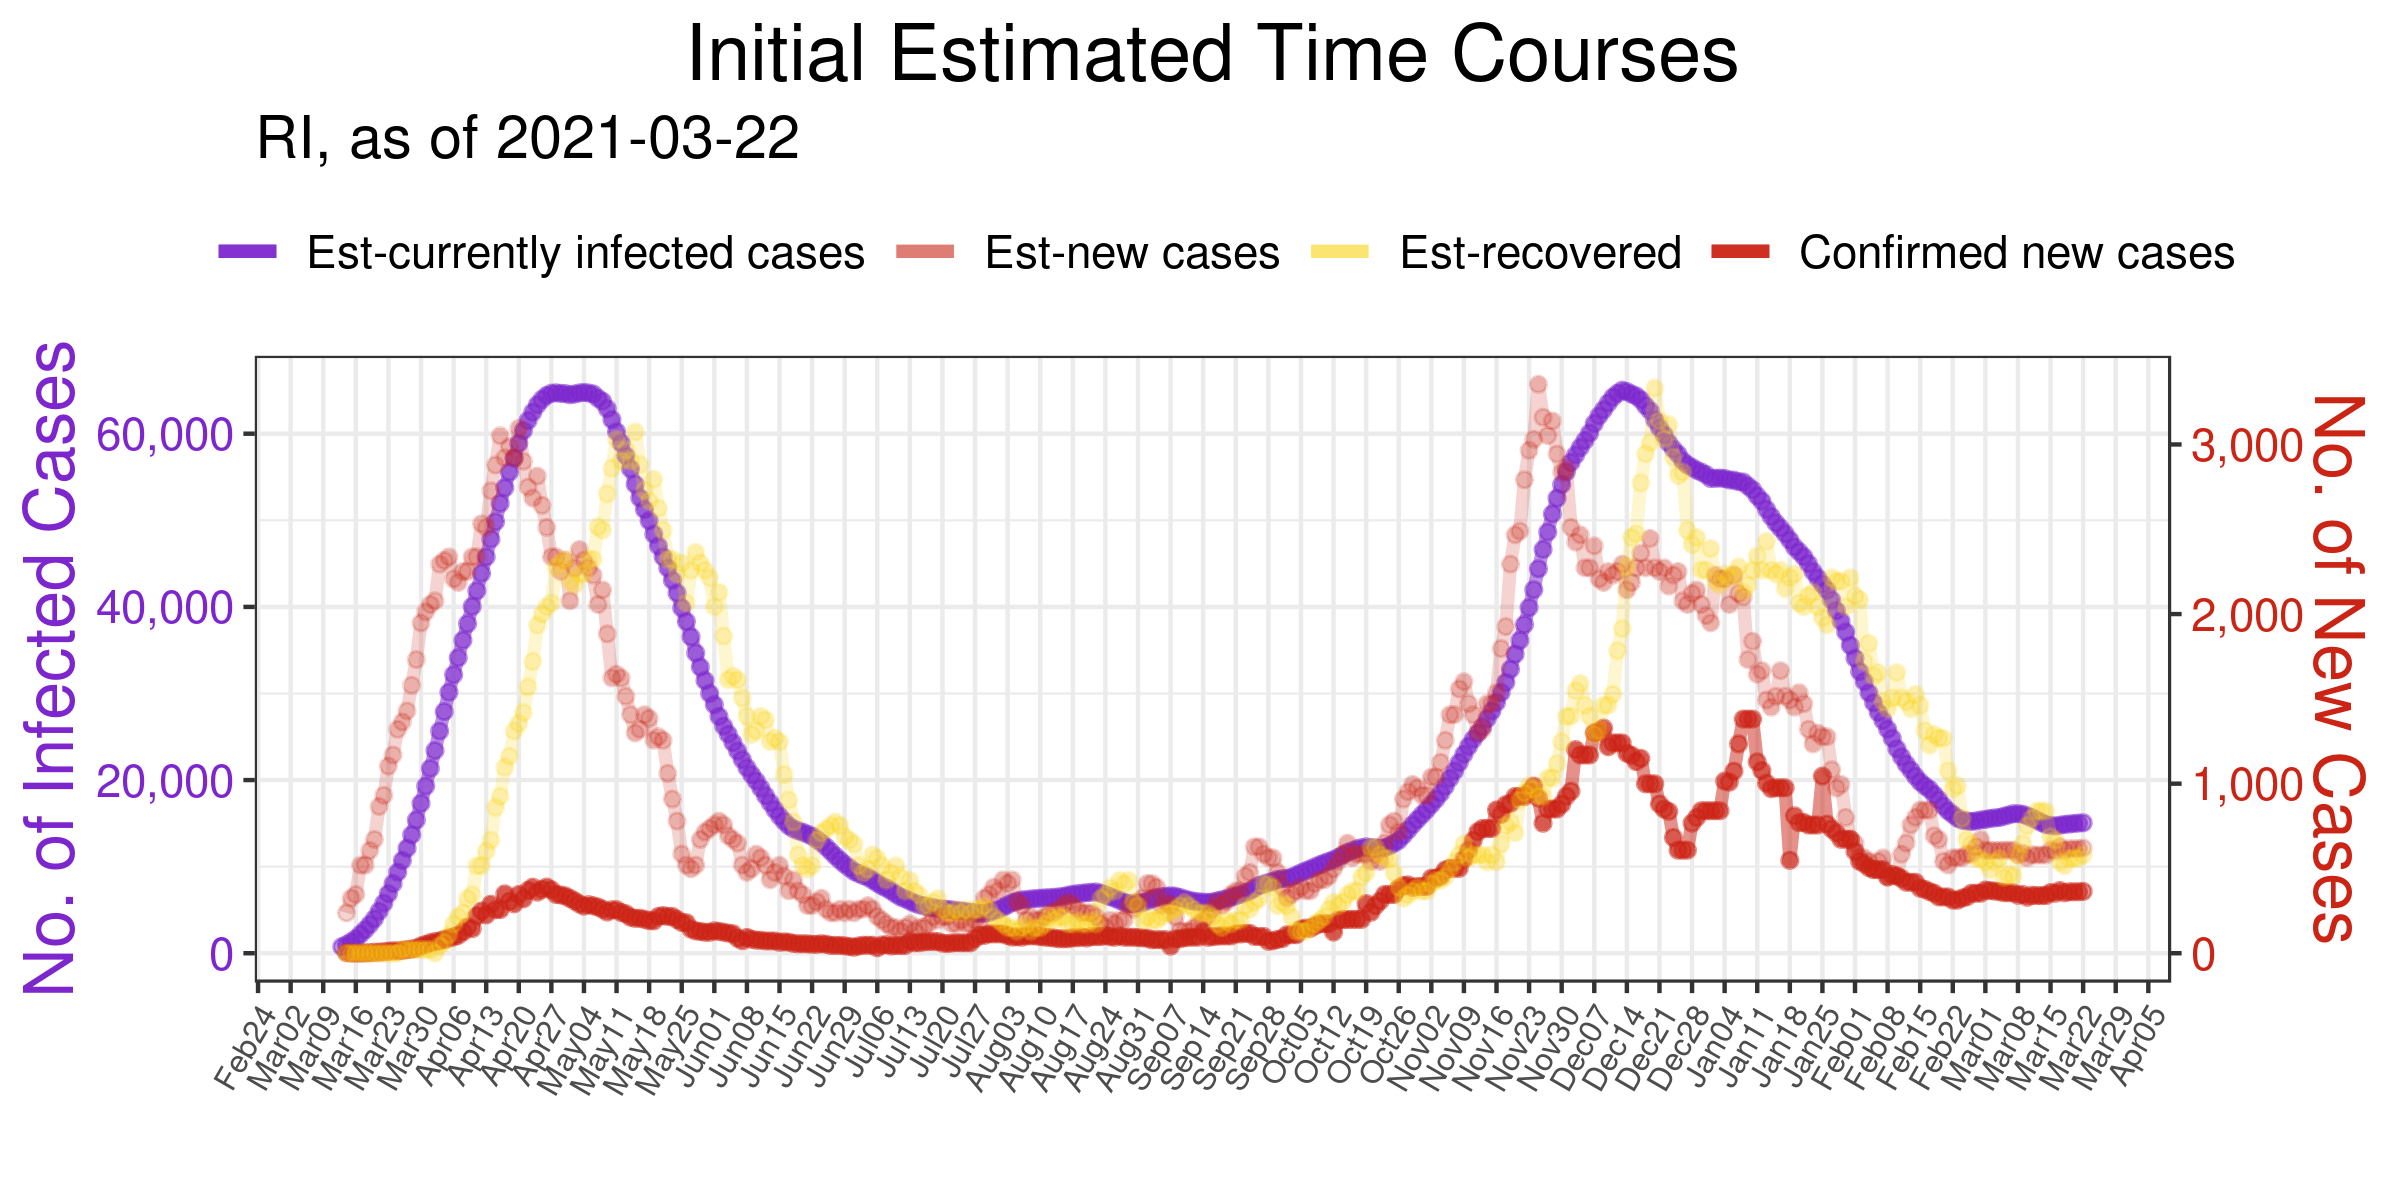 Initial Estimated Time Courses
RI, as of 2021-03-22
Est-currently infected cases
Est-new cases
Est-recovered
Confirmed new cases
No. of Infected Cases
60,000
40,000
20,000
0
3,000
2,000
1,000
0
No. of New Cases
Feb24
Mar02
Mar09
Mar16
Mar23
Mar30
Apr06
Apr13
Apr20
Apr27
May04
May11
May18
May25
Jun01
Jun08
Jun15
Jun22
Jun29
Jul06
Jul13
Jul20
Jul27
Aug03
Aug10
Aug17
Aug24
Aug31
Sep07
Sep14
Sep21
Sep28
Oct05
Oct12
Oct19
Oct26
Nov02
Nov09
Nov16
Nov23
Nov30
Dec07
Dec14
Dec21
Dec28
Jan04
Jan11
Jan18
Jan25
Feb01
Feb08
Feb15
Feb22
Mar01
Mar08
Mar15
Mar22
Mar29
Apr05